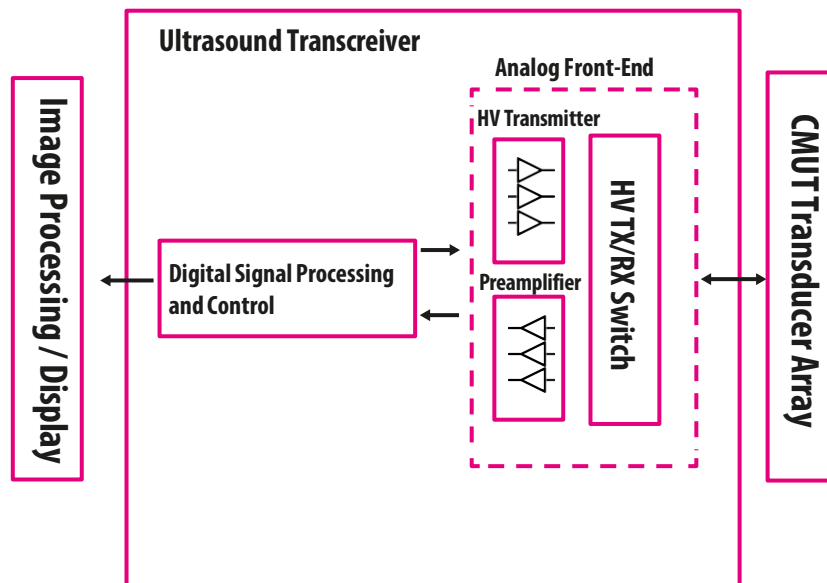 Ultrasound Transcreiver
Analog Front-End
HV Transmitter
Image Processing / Display
HV TX/RX Switch
CMUT Transducer Array
Digital Signal Processing
and Control
Preamplifier